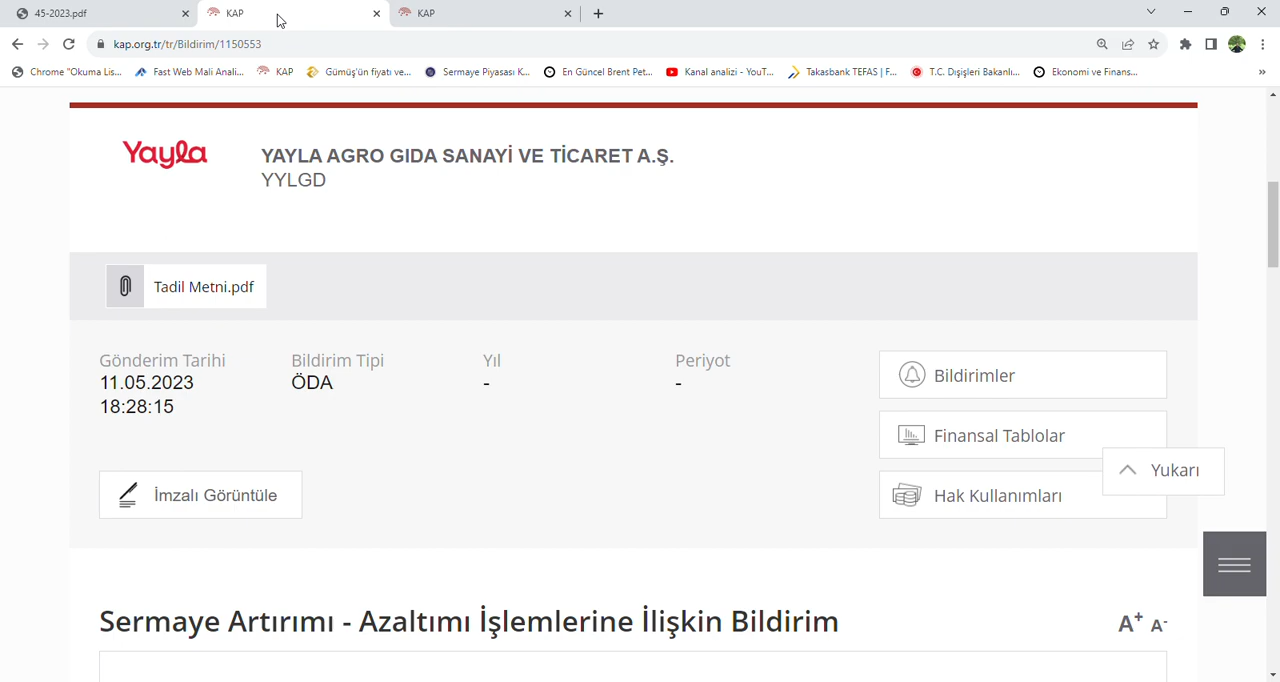 45-2023.pdf
KAP
KAP
kap.org.tr/tr/Bildirim/1150553
Chrome "Okuma Lis...
Fast Web Mali Anali...
KAP
Gümüş'ün fiyatı ve...
Sermaye Piyasası K...
En Güncel Brent Pet...
Kanal analizi - YouT...
Takasbank TEFAS | F...
T.C. Dışişleri Bakanlı...
Ekonomi ve Finans...
Yayla
YAYLA AGRO GIDA SANAYİ VE TİCARET A.Ş.
YYLGD
Tadil Metni.pdf
Gönderim Tarihi
11.05.2023
18:28:15
Bildirim Tipi
ÖDA
Yıl
-
Periyot
-
Bildirimler
Finansal Tablolar
Yukarı
İmzalı Görüntüle
Hak Kullanımları
Sermaye Artırımı - Azaltımı İşlemlerine İlişkin Bildirim
A+ A-